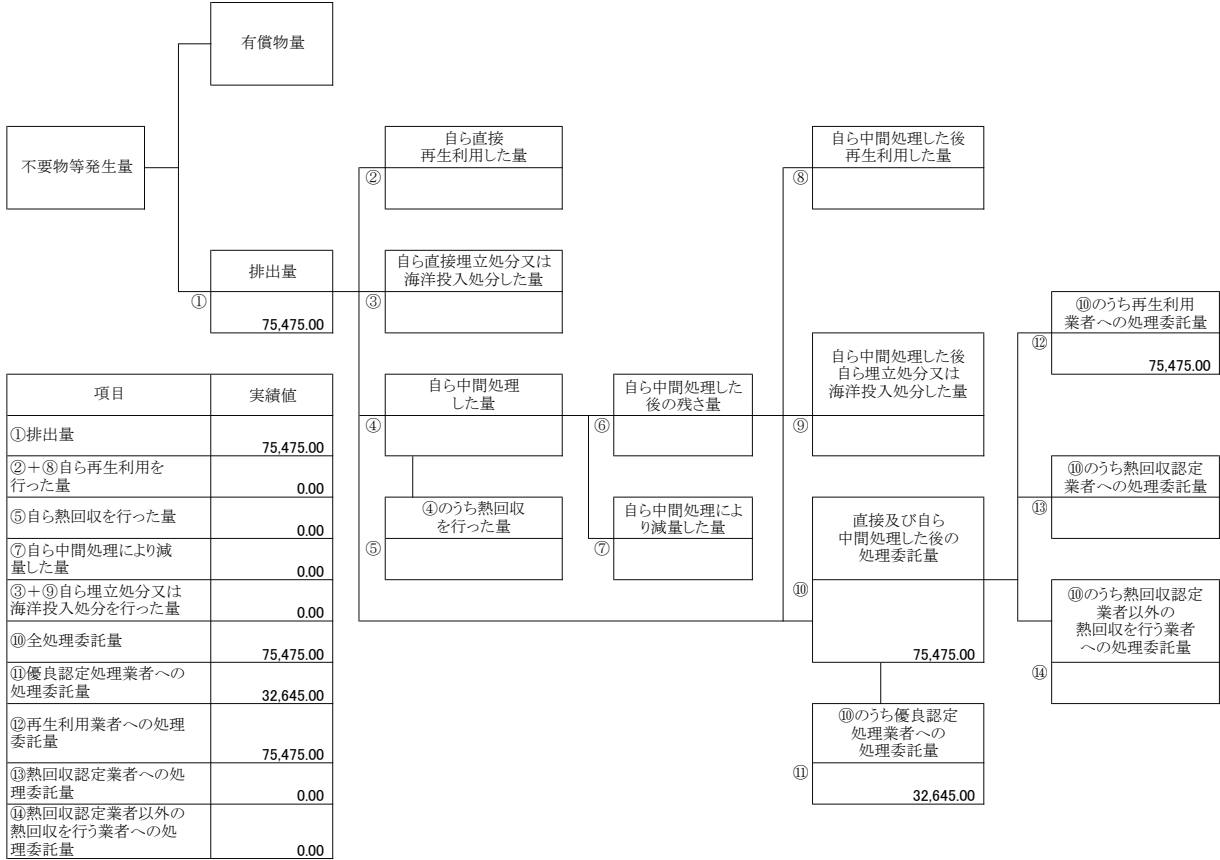 有償物量
不要物等発生量
排出量
①
75,475.00
自ら直接
再生利用した量
②
自ら直接埋立処分又は
海洋投入処分した量
③
自ら中間処理
した量
④
④のうち熱回収
を行った量
⑤
自ら中間処理した
後の残さ量
⑥
自ら中間処理によ
り減量した量
⑦
自ら中間処理した後
再生利用した量
⑧
自ら中間処理した後
自ら埋立処分又は
海洋投入処分した量
⑨
直接及び自ら
中間処理した後の
処理委託量
⑩
75,475.00
⑩のうち優良認定
処理業者への
処理委託量
⑪
32,645.00
⑩のうち再生利用
業者への処理委託量
⑫
75,475.00
⑩のうち熱回収認定
業者への処理委託量
⑬
⑩のうち熱回収認定
業者以外の
熱回収を行う業者
への処理委託量
⑭
項目 実績値
①排出量
75,475.00
②+⑧自ら再生利用を
行った量
0.00
⑤自ら熱回収を行った量
0.00
⑦自ら中間処理により減
量した量
0.00
③+⑨自ら埋立処分又は
海洋投入処分を行った量
0.00
⑩全処理委託量
75,475.00
⑪優良認定処理業者への
処理委託量
32,645.00
⑫再生利用業者への処理
委託量
75,475.00
⑬熱回収認定業者への処
理委託量
0.00
⑭熱回収認定業者以外の
熱回収を行う業者への処
理委託量
0.00